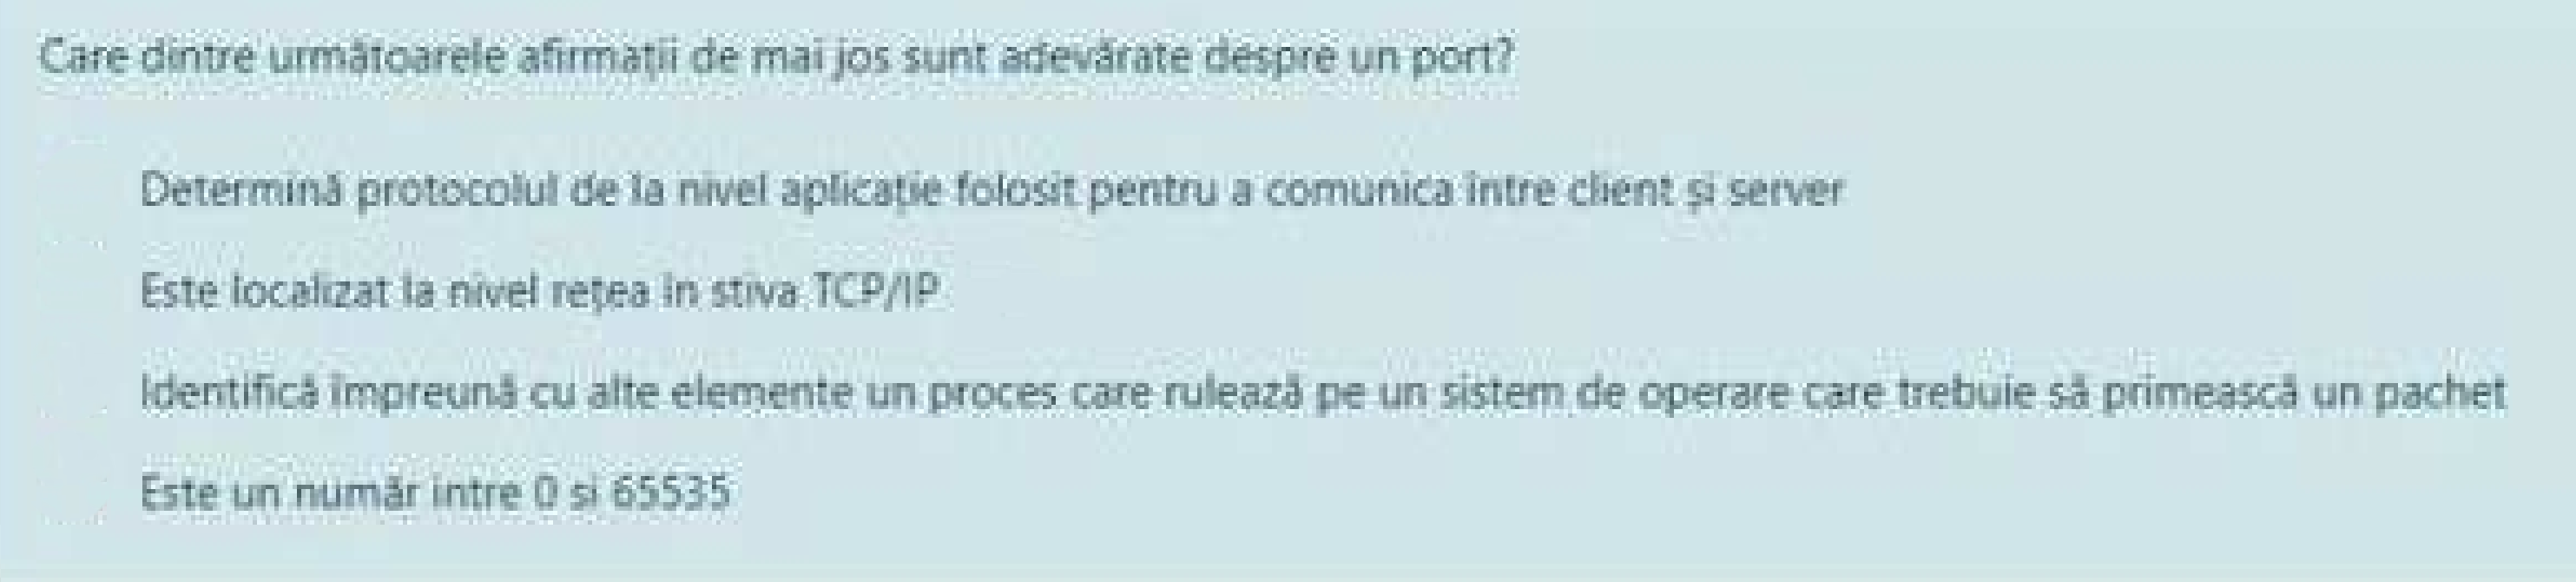 Care dintre următoarele afirmații de mai jos sunt adevărate despre un port?
Determină protocolul de la nivel aplicație folosit pentru a comunica între client și server
Este localizat la nivel rețea în stiva TCP/IP
Identifică împreună cu alte elemente un proces care rulează pe un sistem de operare care trebuie să primească un pachet
Este un număr intre 0 si 65535